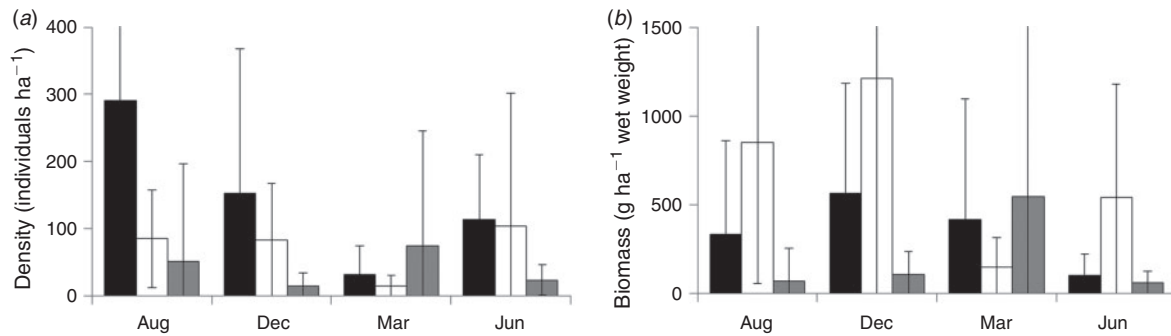 (a)
400
300
200
100
0
Density (individuals ha−1)
Aug Dec Mar Jun
(b)
1500
1000
500
0
Biomass (g ha−1 wet weight)
Aug Dec Mar Jun